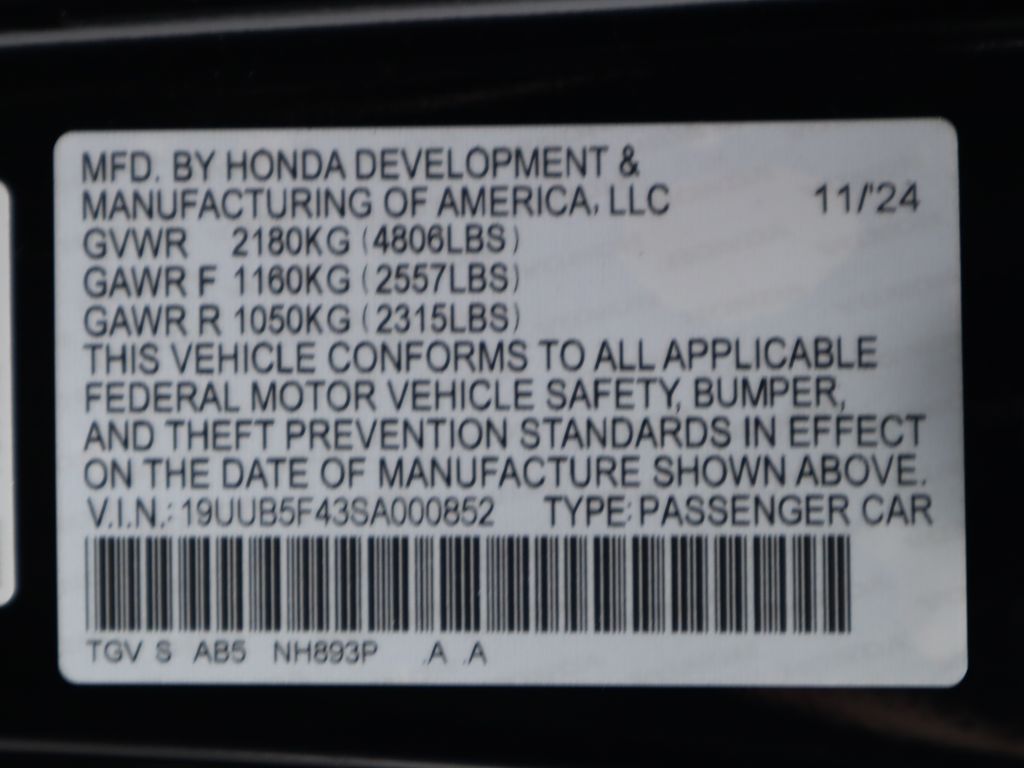 MFD. BY HONDA DEVELOPMENT &
MANUFACTURING OF AMERICA, LLC 11/'24
GVWR 2180KG (4806LBS)
GAWR F 1160KG (2557LBS)
GAWR R 1050KG (2315LBS)
THIS VEHICLE CONFORMS TO ALL APPLICABLE
FEDERAL MOTOR VEHICLE SAFETY, BUMPER,
AND THEFT PREVENTION STANDARDS IN EFFECT
ON THE DATE OF MANUFACTURE SHOWN ABOVE.
V.I.N.: 19UUB5F43SA000852 TYPE: PASSENGER CAR
TGV S AB5 NH893P .A .A